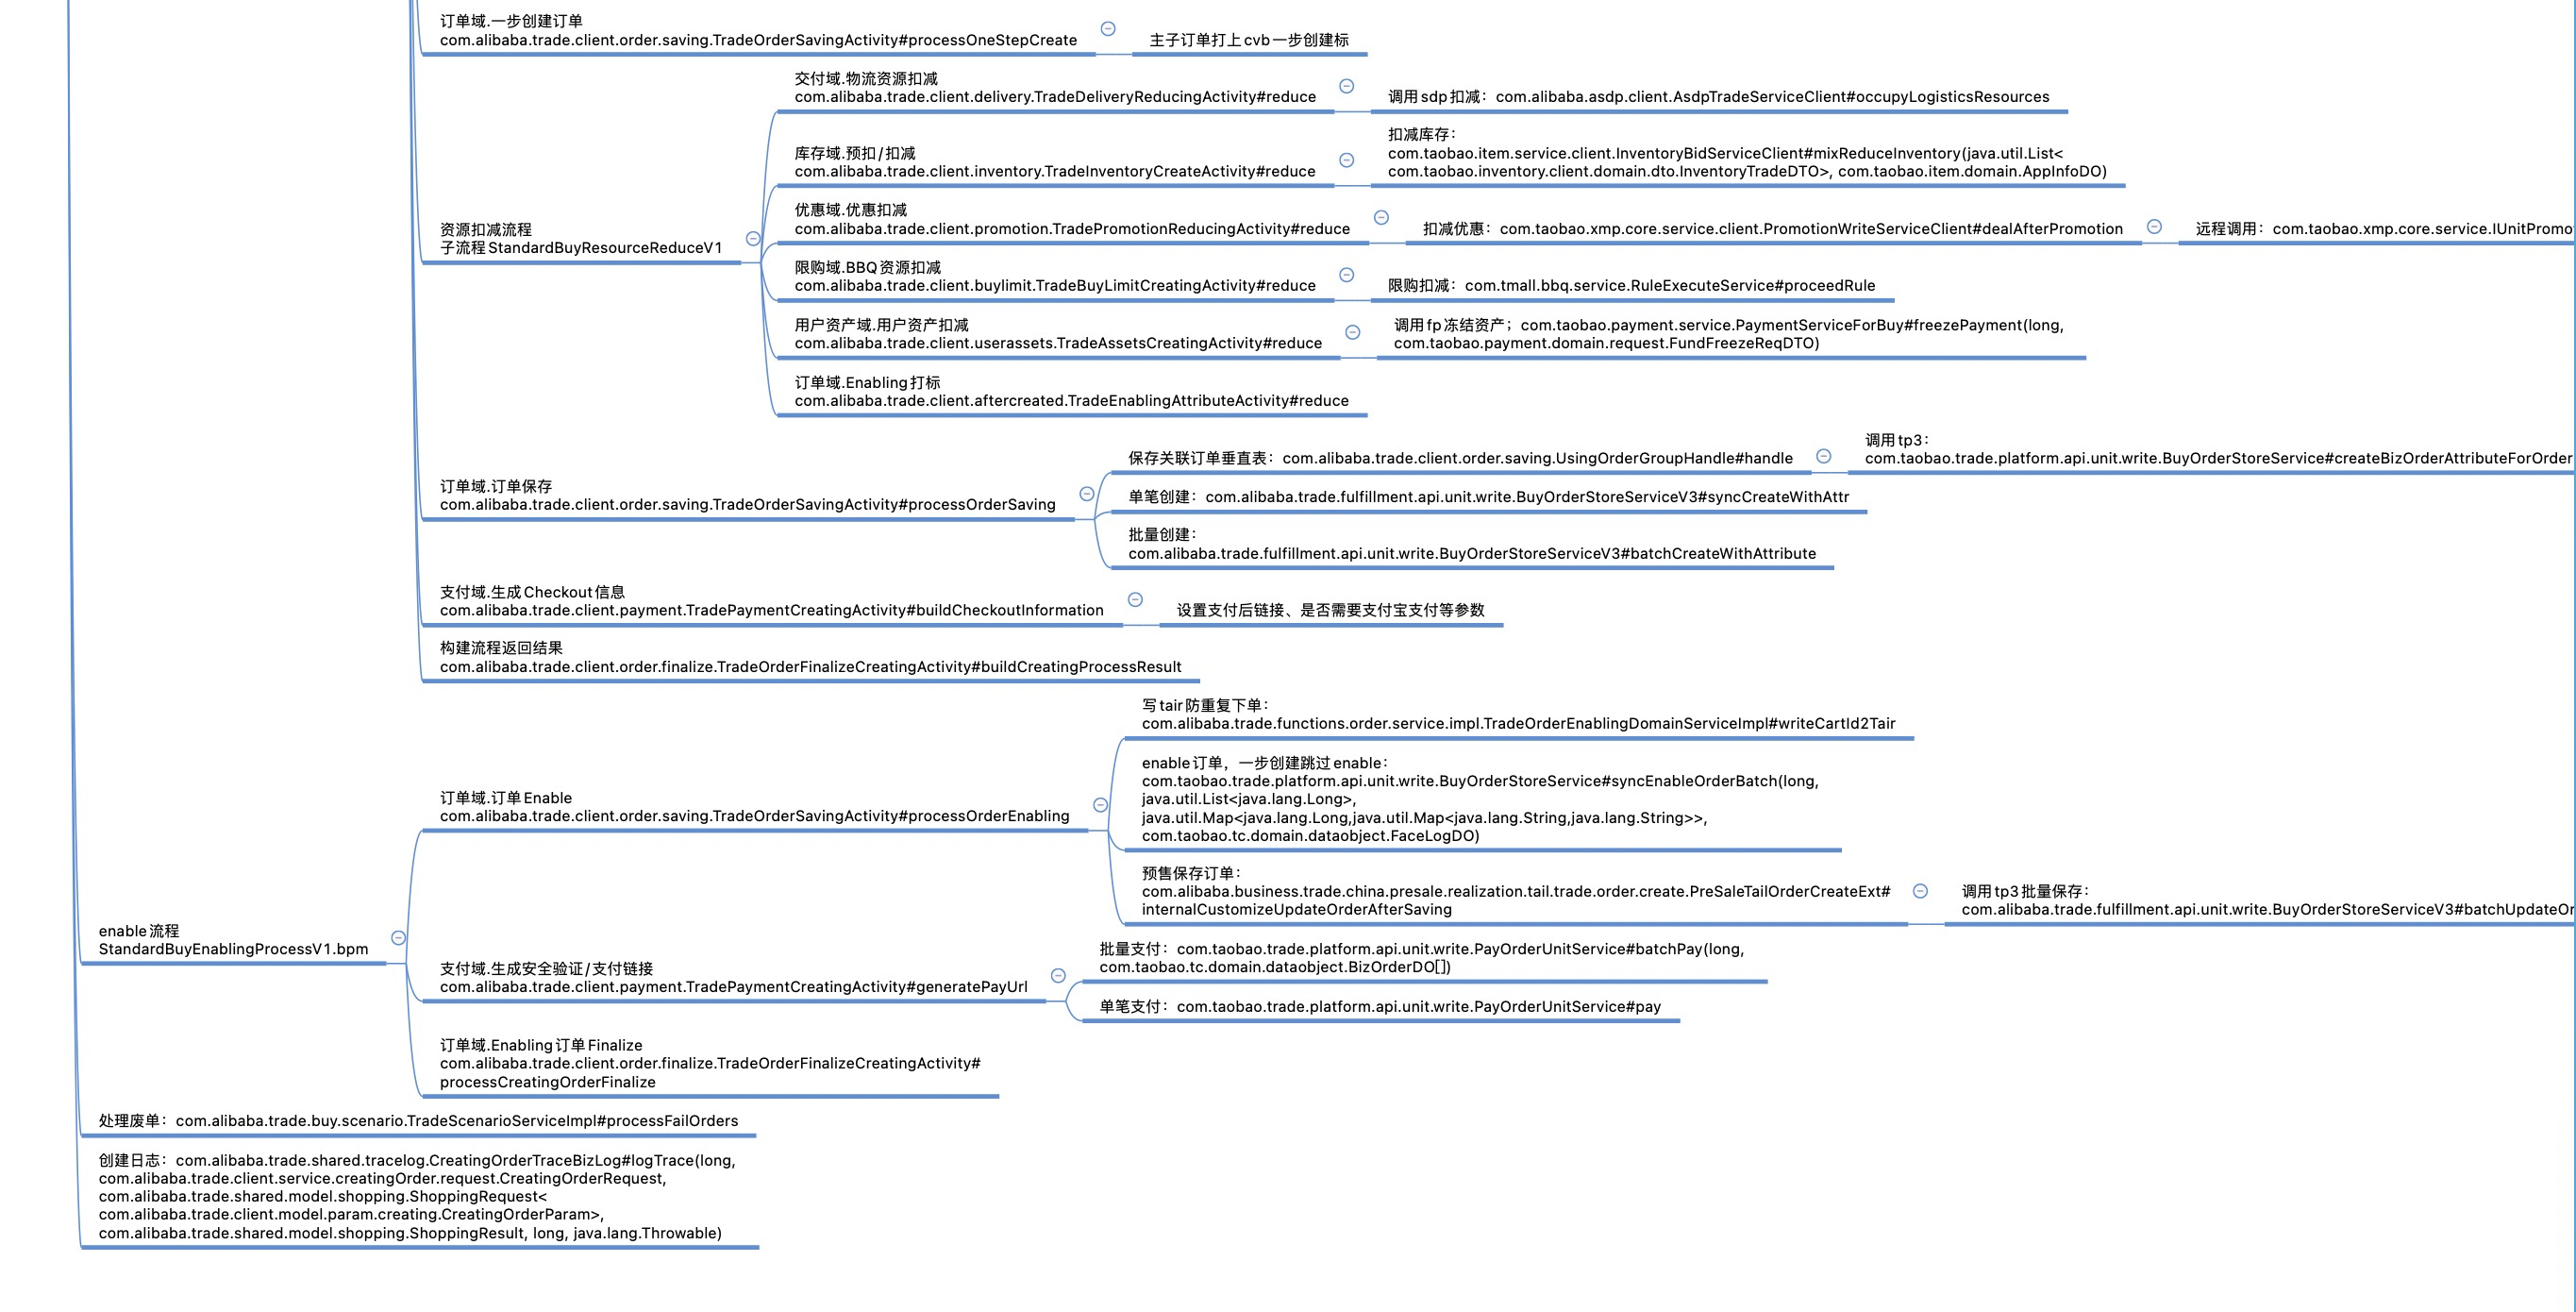 订单域.一步创建订单
com.alibaba.trade.client.order.saving.TradeOrderSavingActivity#processOneStepCreate
主子订单打上cvb一步创建标
资源扣减流程
子流程StandardBuyResourceReduceV1
交付域.物流资源扣减
com.alibaba.trade.client.delivery.TradeDeliveryReducingActivity#reduce
调用sdp扣减：com.alibaba.asdp.client.AsdpTradeServiceClient#occupyLogisticsResources
库存域.预扣/扣减
com.alibaba.trade.client.inventory.TradeInventoryCreateActivity#reduce
扣减库存：
com.taobao.item.service.client.InventoryBidServiceClient#mixReduceInventory(java.util.List<
com.taobao.inventory.client.domain.dto.InventoryTradeDTO>, com.taobao.item.domain.AppInfoDO)
优惠域.优惠扣减
com.alibaba.trade.client.promotion.TradePromotionReducingActivity#reduce
扣减优惠：com.taobao.xmp.core.service.client.PromotionWriteServiceClient#dealAfterPromotion
远程调用：com.taobao.xmp.core.service.IUnitPromo
限购域.BBQ资源扣减
com.alibaba.trade.client.buylimit.TradeBuyLimitCreatingActivity#reduce
限购扣减：com.tmall.bbq.service.RuleExecuteService#proceedRule
用户资产域.用户资产扣减
com.alibaba.trade.client.userassets.TradeAssetsCreatingActivity#reduce
调用fp冻结资产；com.taobao.payment.service.PaymentServiceForBuy#freezePayment(long,
com.taobao.payment.domain.request.FundFreezeReqDTO)
订单域.Enabling打标
com.alibaba.trade.client.aftercreated.TradeEnablingAttributeActivity#reduce
订单域.订单保存
com.alibaba.trade.client.order.saving.TradeOrderSavingActivity#processOrderSaving
保存关联订单垂直表：com.alibaba.trade.client.order.saving.UsingOrderGroupHandle#handle
调用tp3：
com.taobao.trade.platform.api.unit.write.BuyOrderStoreService#createBizOrderAttributeForOrder
单笔创建：com.alibaba.trade.fulfillment.api.unit.write.BuyOrderStoreServiceV3#syncCreateWithAttr
批量创建：
com.alibaba.trade.fulfillment.api.unit.write.BuyOrderStoreServiceV3#batchCreateWithAttribute
支付域.生成Checkout信息
com.alibaba.trade.client.payment.TradePaymentCreatingActivity#buildCheckoutInformation
设置支付后链接、是否需要支付宝支付等参数
构建流程返回结果
com.alibaba.trade.client.order.finalize.TradeOrderFinalizeCreatingActivity#buildCreatingProcessResult
enable流程
StandardBuyEnablingProcessV1.bpm
订单域.订单Enable
com.alibaba.trade.client.order.saving.TradeOrderSavingActivity#processOrderEnabling
写tair防重复下单：
com.alibaba.trade.functions.order.service.impl.TradeOrderEnablingDomainServiceImpl#writeCartId2Tair
enable订单，一步创建跳过enable：
com.taobao.trade.platform.api.unit.write.BuyOrderStoreService#syncEnableOrderBatch(long,
java.util.List<java.lang.Long>,
java.util.Map<java.lang.Long,java.util.Map<java.lang.String,java.lang.String>>,
com.taobao.tc.domain.dataobject.FaceLogDO)
预售保存订单：
com.alibaba.business.trade.china.presale.realization.tail.trade.order.create.PreSaleTailOrderCreateExt#
internalCustomizeUpdateOrderAfterSaving
调用tp3批量保存：
com.alibaba.trade.fulfillment.api.unit.write.BuyOrderStoreServiceV3#batchUpdateOr
支付域.生成安全验证/支付链接
com.alibaba.trade.client.payment.TradePaymentCreatingActivity#generatePayUrl
批量支付：com.taobao.trade.platform.api.unit.write.PayOrderUnitService#batchPay(long,
com.taobao.tc.domain.dataobject.BizOrderDO[])
单笔支付：com.taobao.trade.platform.api.unit.write.PayOrderUnitService#pay
订单域.Enabling订单Finalize
com.alibaba.trade.client.order.finalize.TradeOrderFinalizeCreatingActivity#
processCreatingOrderFinalize
处理废单：com.alibaba.trade.buy.scenario.TradeScenarioServiceImpl#processFailOrders
创建日志：com.alibaba.trade.shared.tracelog.CreatingOrderTraceBizLog#logTrace(long,
com.alibaba.trade.client.service.creatingOrder.request.CreatingOrderRequest,
com.alibaba.trade.shared.model.shopping.ShoppingRequest<
com.alibaba.trade.client.model.param.creating.CreatingOrderParam>,
com.alibaba.trade.shared.model.shopping.ShoppingResult, long, java.lang.Throwable)